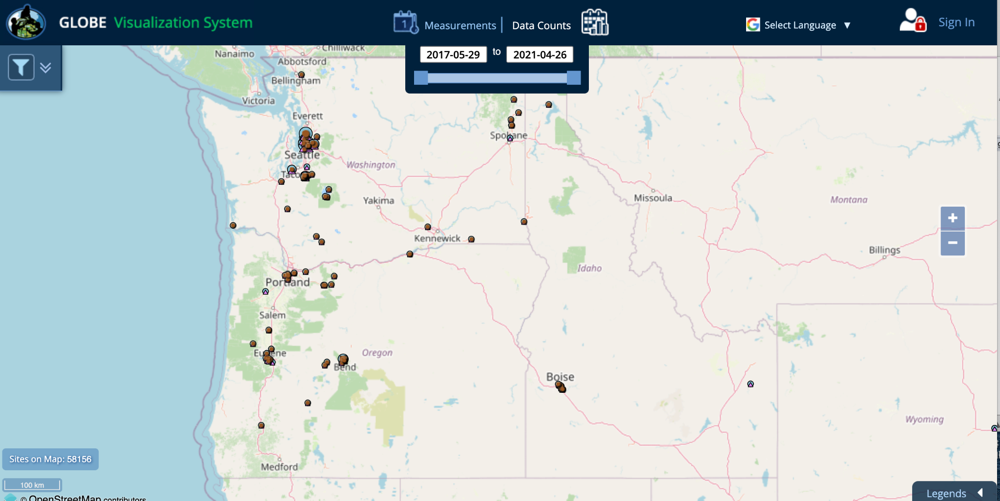 GLOBE Visualization System
1
Measurements
Data Counts
Select Language ▼
Sign In
2017-05-29 to 2021-04-26
Nanaimo
Chilliwack
Abbotsford
Bellingham
Victoria
Everett
Spokane
Seattle
Washington
Taco
Yakima
Missoula
Montana
Kennewick
Billings
Idaho
Portland
Salem
Eugene
Oregon
Bend
Boise
Wyoming
Sites on Map: 58156
Medford
100 km
© OpenStreetMap contributors
Legends
+
−